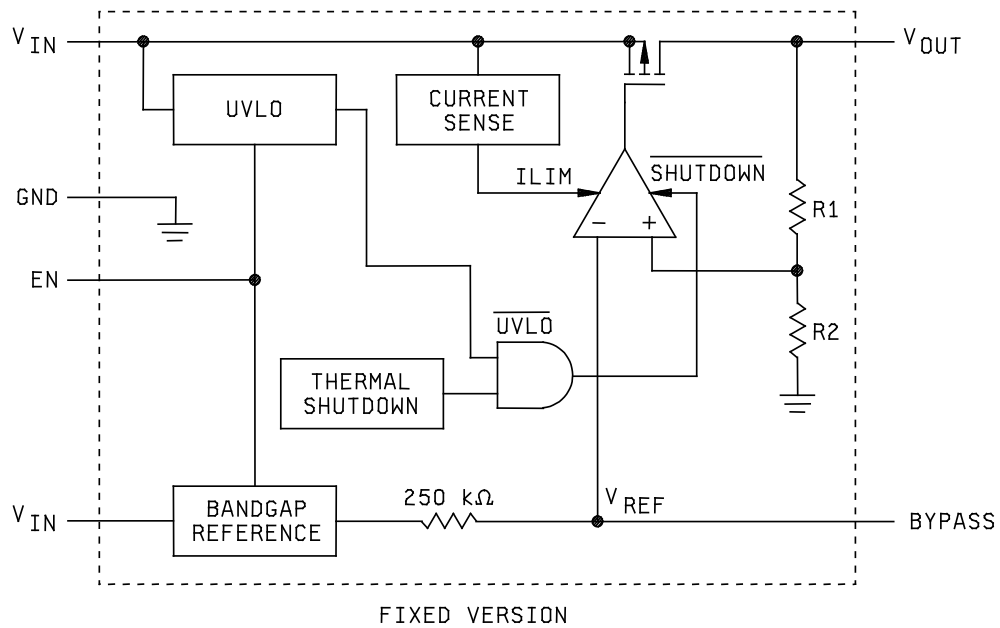 VIN
VOUT
UVLO
CURRENT
SENSE
ILIM
SHUTDOWN
GND
− +
R1
EN
UVLO
R2
THERMAL
SHUTDOWN
250 kΩ
VREF
VIN
BANDGAP
REFERENCE
BYPASS
FIXED VERSION